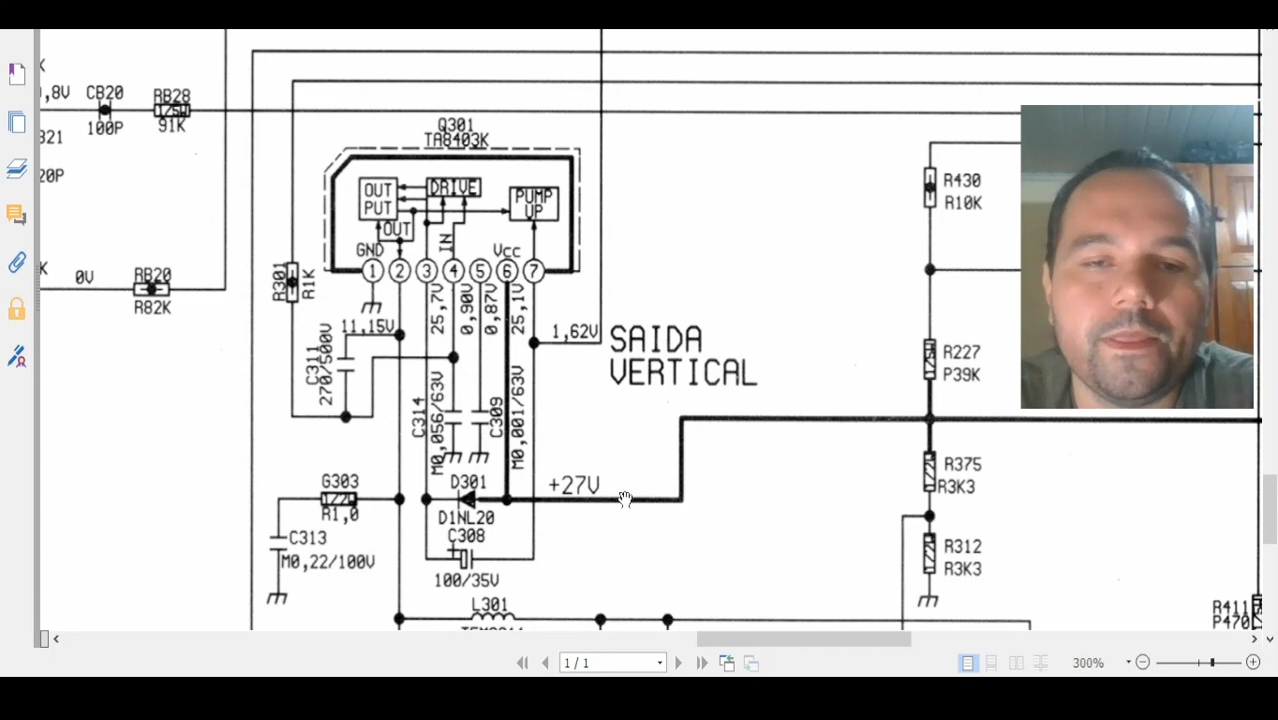 K
,8V
CB20
100P
RB28
1/5W
91K
321
20P
K
0V
RB20
R82K
Q301
TA8403K
OUT
PUT
DRIVE
PUMP
UP
OUT
IN
GND
Vcc
1
2
3
4
5
6
7
R301
R1K
11,15V
25,7V
0,90V
0,87V
25,1V
1,62V
C311
270/500V
C314
M0,056/63V
C309
M0,001/63V
SAIDA
VERTICAL
R430
R10K
R227
P39K
R375
R3K3
R312
R3K3
G303
1/2W
R1,0
C313
M0,22/100V
D301
D1NL20
+27V
C308
100/35V
L301
R411
P470
1 / 1
300%